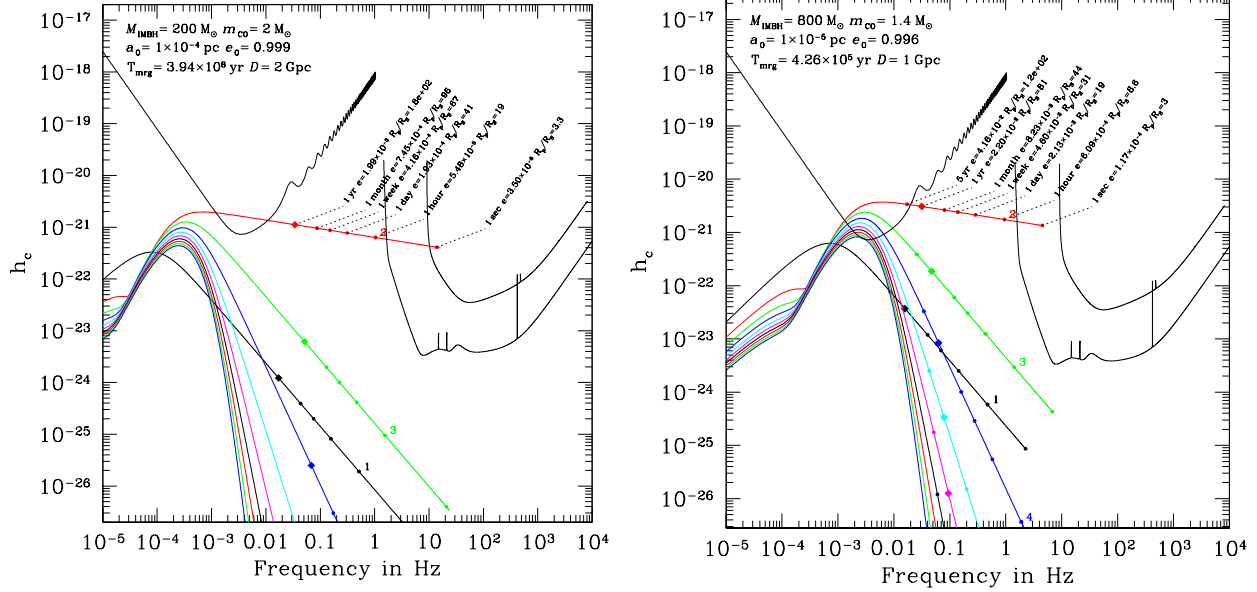 M_IMBH = 200 M_⊙ m_CO = 2 M_⊙
a_0 = 1×10^-4 pc e_0 = 0.999
T_mrg = 3.94×10^8 yr D = 2 Gpc
1 yr e=1.99×10^-3 R_p/R_S=1.8e+02
1 month e=7.45×10^-4 R_p/R_S=96
1 week e=4.16×10^-4 R_p/R_S=67
1 day e=1.93×10^-4 R_p/R_S=41
1 hour e=5.48×10^-5 R_p/R_S=19
1 sec e=3.50×10^-6 R_p/R_S=3.3
2
3
1
h_c
10^-17
10^-18
10^-19
10^-20
10^-21
10^-22
10^-23
10^-24
10^-25
10^-26
10^-5
10^-4
10^-3
0.01
0.1
1
10
100
10^3
10^4
Frequency in Hz
M_IMBH = 800 M_⊙ m_CO = 1.4 M_⊙
a_0 = 1×10^-5 pc e_0 = 0.996
T_mrg = 4.26×10^5 yr D = 1 Gpc
5 yr e=4.16×10^-3 R_p/R_S=1.2e+02
1 yr e=2.20×10^-3 R_p/R_S=81
1 month e=8.23×10^-3 R_p/R_S=44
1 week e=4.60×10^-3 R_p/R_S=31
1 day e=2.13×10^-3 R_p/R_S=19
1 hour e=6.09×10^-4 R_p/R_S=8.6
1 sec e=1.17×10^-4 R_p/R_S=3
2
3
1
4
h_c
10^-17
10^-18
10^-19
10^-20
10^-21
10^-22
10^-23
10^-24
10^-25
10^-26
10^-5
10^-4
10^-3
0.01
0.1
1
10
100
10^3
10^4
Frequency in Hz